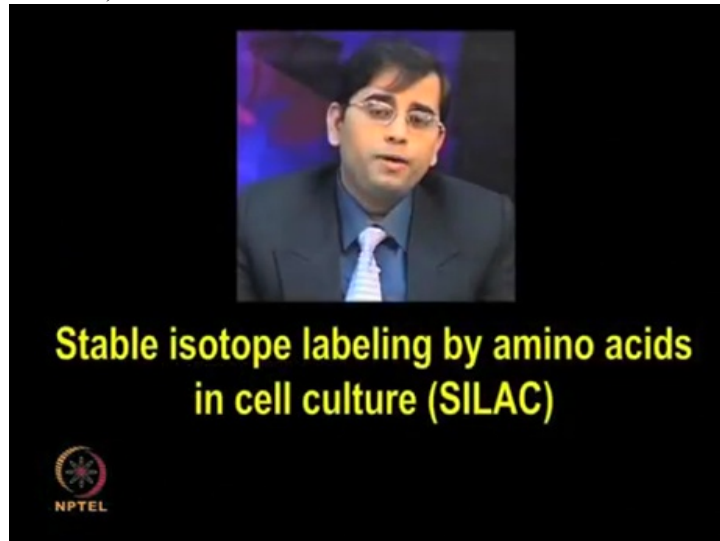 Stable isotope labeling by amino acids
in cell culture (SILAC)
NPTEL